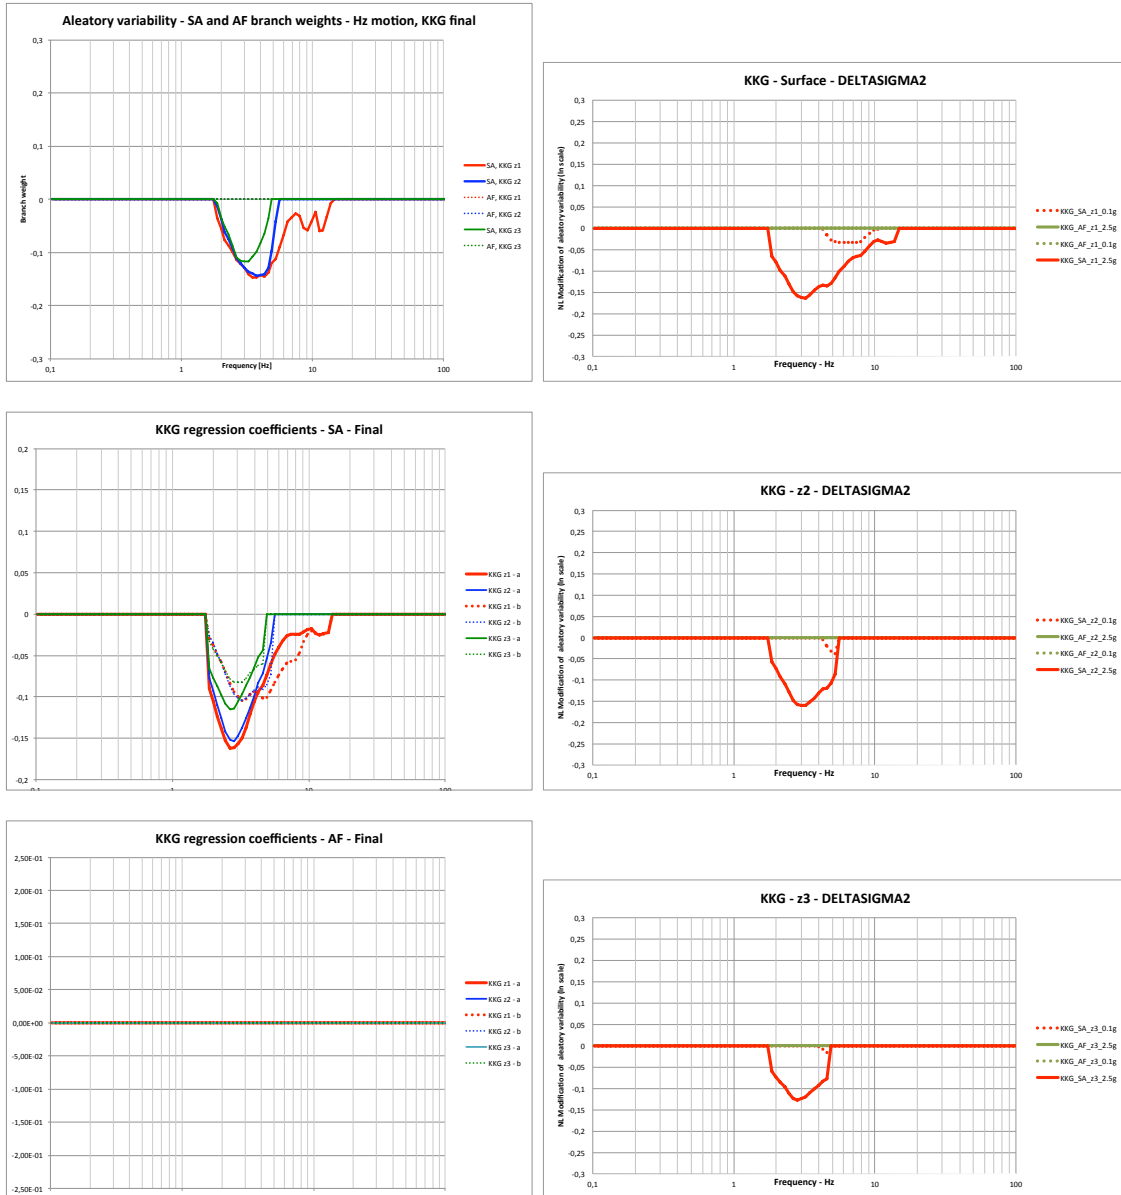 Aleatory variability - SA and AF branch weights - Hz motion, KKG final
0,3
0,2
0,1
0
-0,1
-0,2
-0,3
Branch weight
0,1
1
10
100
Frequency [Hz]
SA, KKG z1
SA, KKG z2
AF, KKG z1
AF, KKG z2
SA, KKG z3
AF, KKG z3
KKG - Surface - DELTASIGMA2
0,3
0,25
0,2
0,15
0,1
0,05
0
-0,05
-0,1
-0,15
-0,2
-0,25
-0,3
NL Modification of aleatory variability (ln scale)
0,1
1
10
100
Frequency - Hz
KKG_SA_z1_0.1g
KKG_AF_z1_2.5g
KKG_AF_z1_0.1g
KKG_SA_z1_2.5g
KKG regression coefficients - SA - Final
0,2
0,15
0,1
0,05
0
-0,05
-0,1
-0,15
-0,2
0,1
1
10
100
KKG z1 - a
KKG z2 - a
KKG z1 - b
KKG z2 - b
KKG z3 - a
KKG z3 - b
KKG - z2 - DELTASIGMA2
0,3
0,25
0,2
0,15
0,1
0,05
0
-0,05
-0,1
-0,15
-0,2
-0,25
-0,3
NL Modification of aleatory variability (ln scale)
0,1
1
10
100
Frequency - Hz
KKG_SA_z2_0.1g
KKG_AF_z2_2.5g
KKG_AF_z2_0.1g
KKG_SA_z2_2.5g
KKG regression coefficients - AF - Final
2,50E-01
2,00E-01
1,50E-01
1,00E-01
5,00E-02
0,00E+00
-5,00E-02
-1,00E-01
-1,50E-01
-2,00E-01
-2,50E-01
KKG z1 - a
KKG z2 - a
KKG z1 - b
KKG z2 - b
KKG z3 - a
KKG z3 - b
KKG - z3 - DELTASIGMA2
0,3
0,25
0,2
0,15
0,1
0,05
0
-0,05
-0,1
-0,15
-0,2
-0,25
-0,3
NL Modification of aleatory variability (ln scale)
0,1
1
10
100
Frequency - Hz
KKG_SA_z3_0.1g
KKG_AF_z3_2.5g
KKG_AF_z3_0.1g
KKG_SA_z3_2.5g